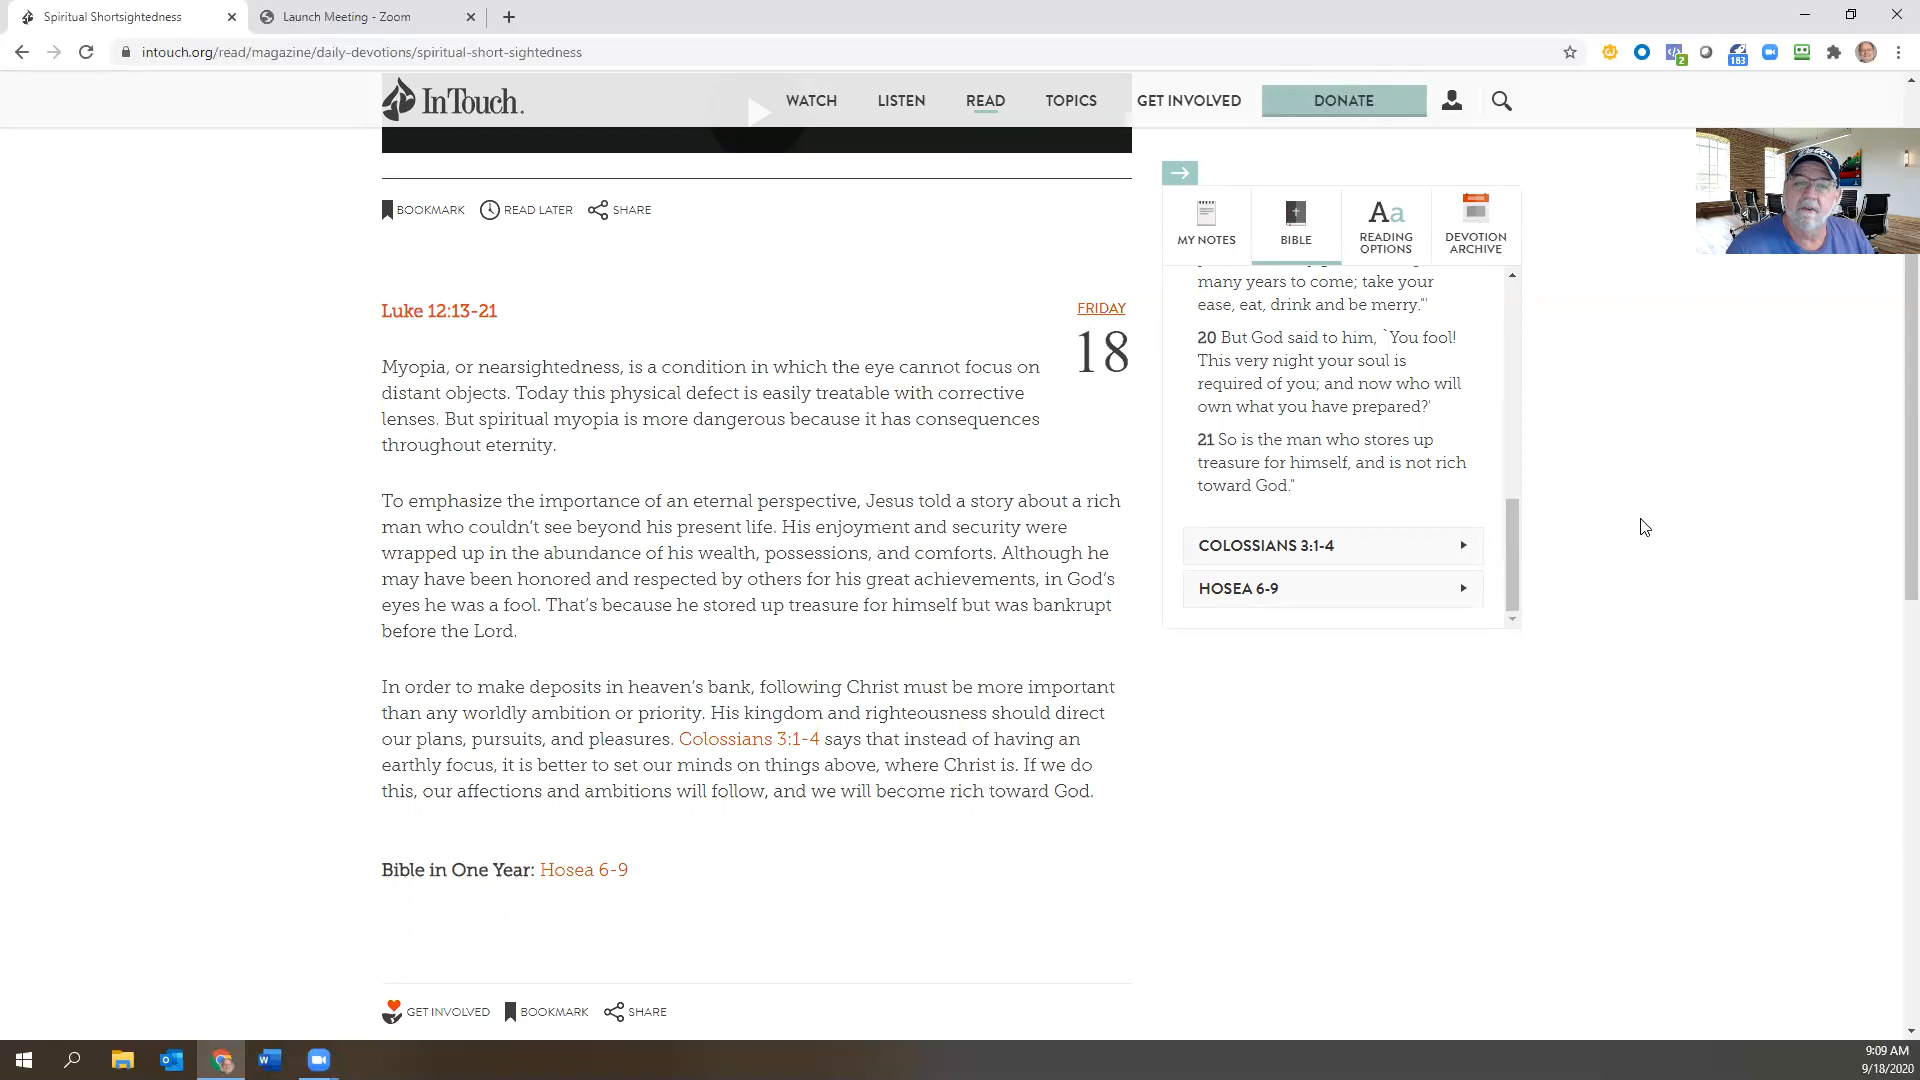 Spiritual Shortsightedness
Launch Meeting - Zoom
intouch.org/read/magazine/daily-devotions/spiritual-short-sightedness
2
183
InTouch.
WATCH
LISTEN
READ
TOPICS
GET INVOLVED
DONATE
BOOKMARK
READ LATER
SHARE
Luke 12:13-21
FRIDAY
18
Myopia, or nearsightedness, is a condition in which the eye cannot focus on
distant objects. Today this physical defect is easily treatable with corrective
lenses. But spiritual myopia is more dangerous because it has consequences
throughout eternity.
To emphasize the importance of an eternal perspective, Jesus told a story about a rich
man who couldn’t see beyond his present life. His enjoyment and security were
wrapped up in the abundance of his wealth, possessions, and comforts. Although he
may have been honored and respected by others for his great achievements, in God’s
eyes he was a fool. That’s because he stored up treasure for himself but was bankrupt
before the Lord.
In order to make deposits in heaven’s bank, following Christ must be more important
than any worldly ambition or priority. His kingdom and righteousness should direct
our plans, pursuits, and pleasures. Colossians 3:1-4 says that instead of having an
earthly focus, it is better to set our minds on things above, where Christ is. If we do
this, our affections and ambitions will follow, and we will become rich toward God.
Bible in One Year: Hosea 6-9
GET INVOLVED
BOOKMARK
SHARE
MY NOTES
BIBLE
Aa
READING
OPTIONS
DEVOTION
ARCHIVE
many years to come; take your
ease, eat, drink and be merry."'
20 But God said to him, `You fool!
This very night your soul is
required of you; and now who will
own what you have prepared?'
21 So is the man who stores up
treasure for himself, and is not rich
toward God."
COLOSSIANS 3:1-4
HOSEA 6-9
9:09 AM
9/18/2020